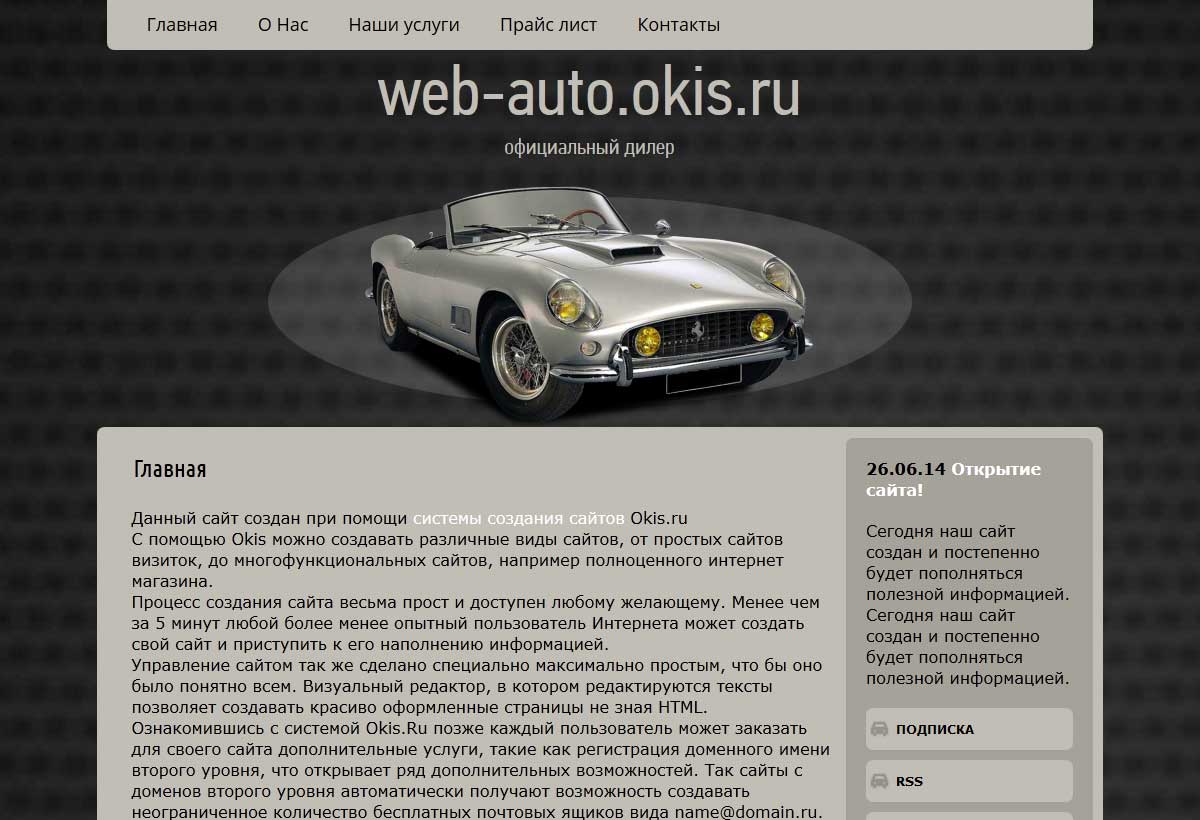 Главная О Нас Наши услуги Прайс лист Контакты
web-auto.okis.ru
официальный дилер
Главная
Данный сайт создан при помощи системы создания сайтов Okis.ru
С помощью Okis можно создавать различные виды сайтов, от простых сайтов
визиток, до многофункциональных сайтов, например полноценного интернет
магазина.
Процесс создания сайта весьма прост и доступен любому желающему. Менее чем
за 5 минут любой более менее опытный пользователь Интернета может создать
свой сайт и приступить к его наполнению информацией.
Управление сайтом так же сделано специально максимально простым, что бы оно
было понятно всем. Визуальный редактор, в котором редактируются тексты
позволяет создавать красиво оформленные страницы не зная HTML.
Ознакомившись с системой Okis.Ru позже каждый пользователь может заказать
для своего сайта дополнительные услуги, такие как регистрация доменного имени
второго уровня, что открывает ряд дополнительных возможностей. Так сайты с
доменов второго уровня автоматически получают возможность создавать
неограниченное количество бесплатных почтовых ящиков вида name@domain.ru.
26.06.14 Открытие
сайта!
Сегодня наш сайт
создан и постепенно
будет пополняться
полезной информацией.
Сегодня наш сайт
создан и постепенно
будет пополняться
полезной информацией.
ПОДПИСКА
RSS